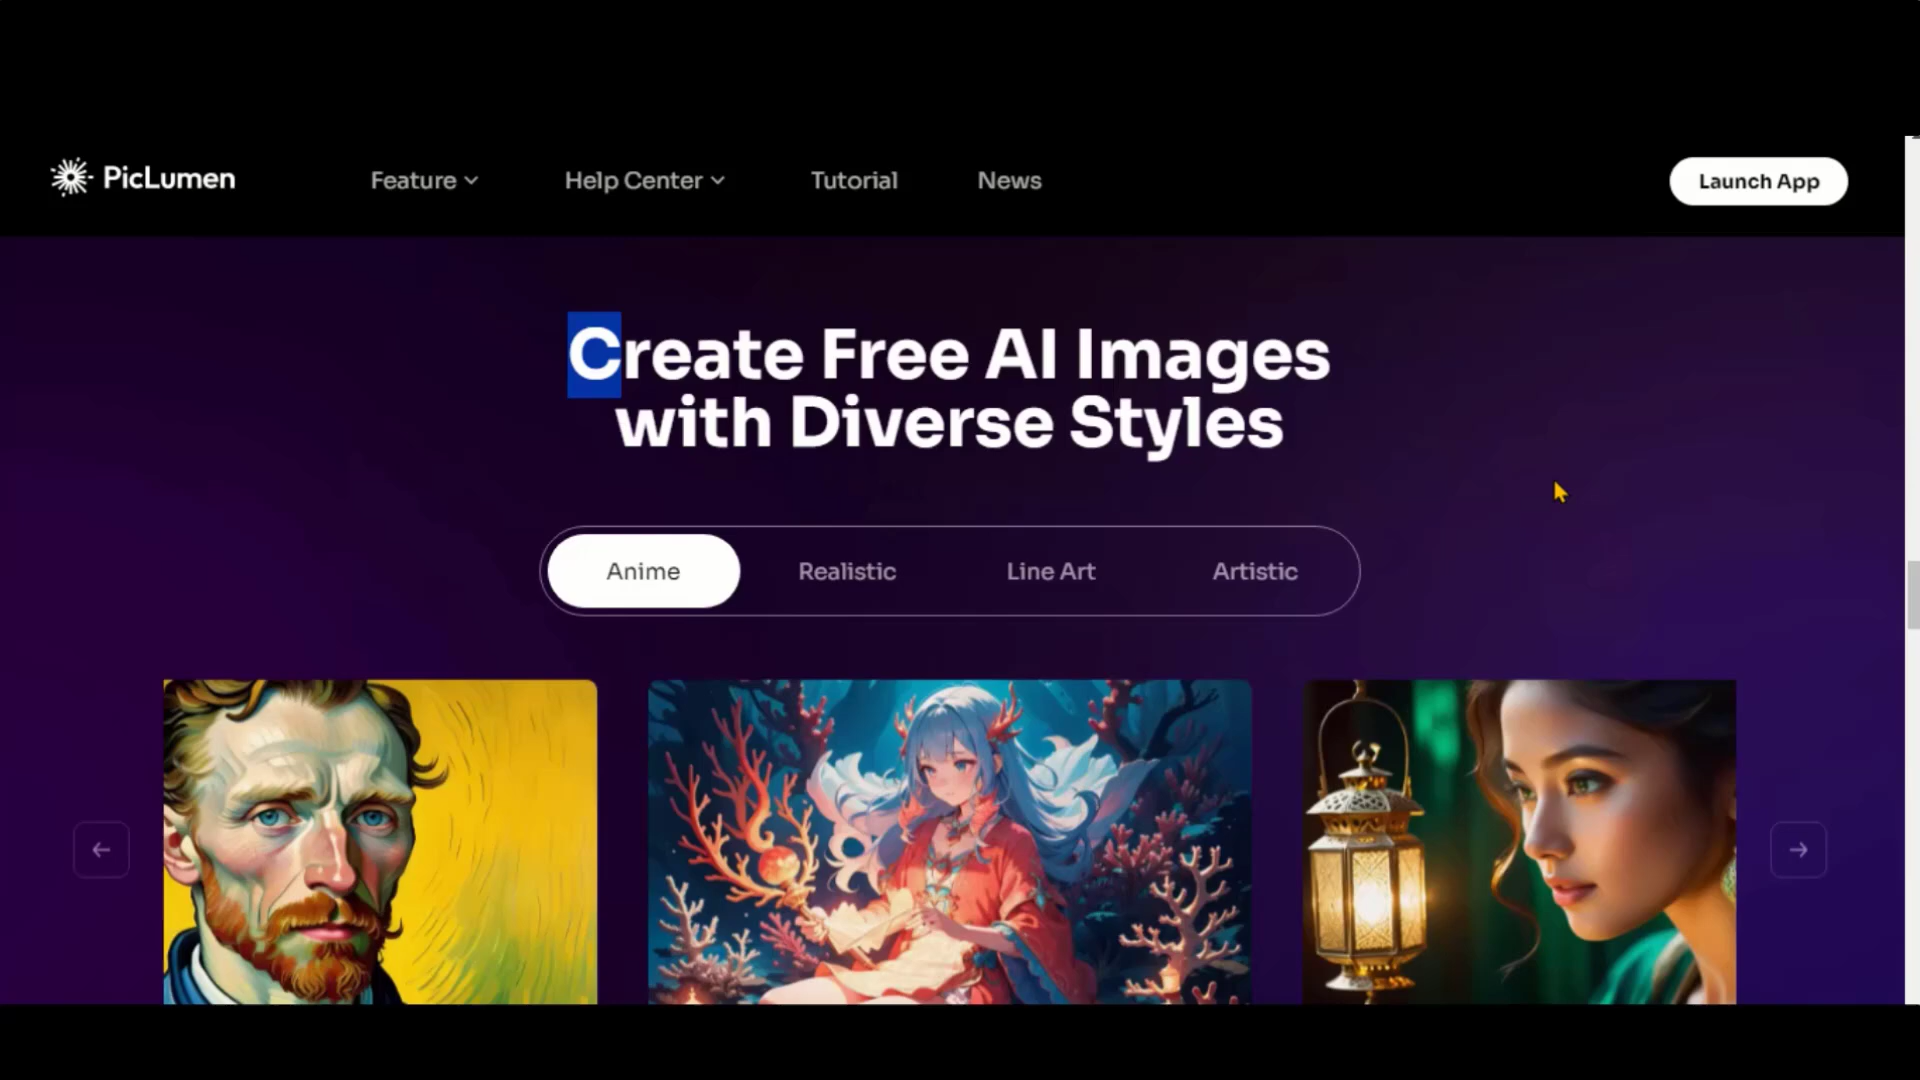 PicLumen
Feature
Help Center
Tutorial
News
Launch App
Create Free AI Images
with Diverse Styles
Anime
Realistic
Line Art
Artistic